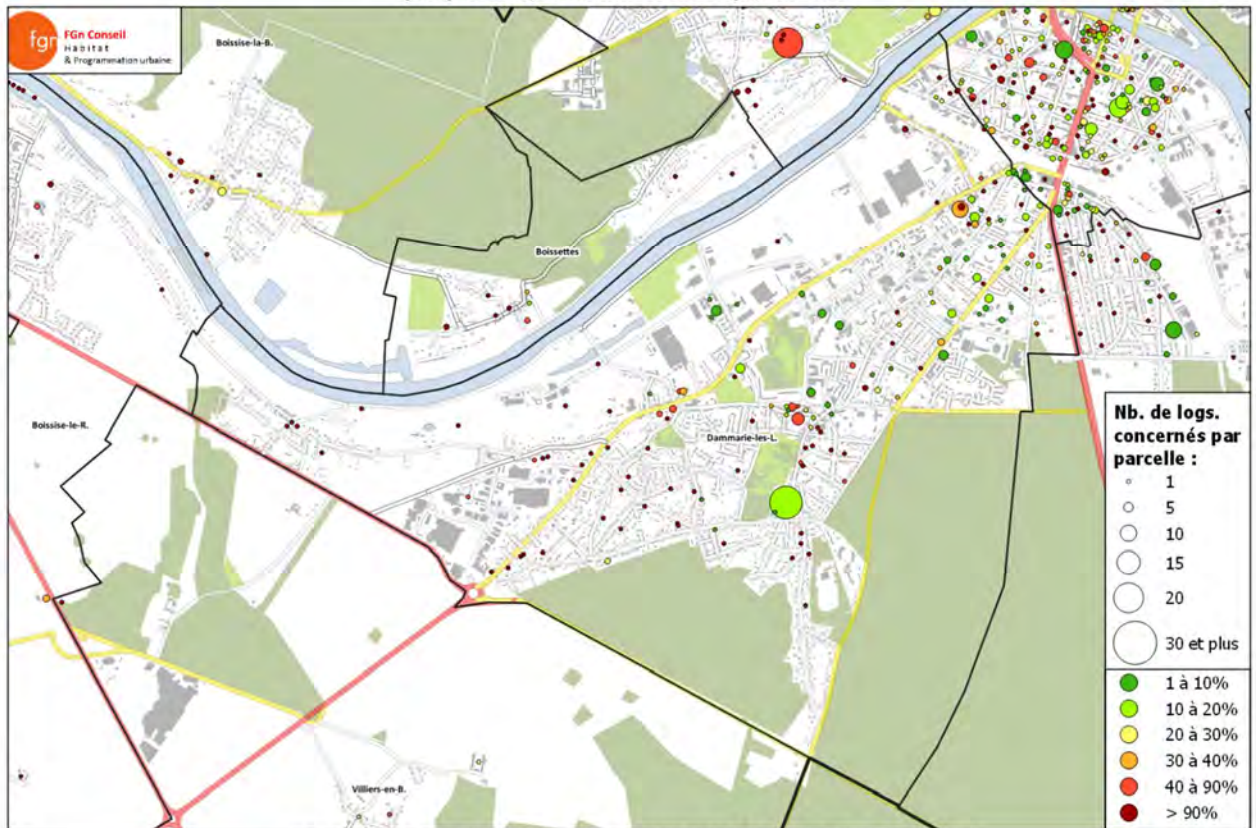 fgn FGn Conseil
Habitat
& Programmation urbaine
Boissise-la-B.
Boissettes
Boissise-le-R.
Dammarie-les-L.
Villiers-en-B.
Nb. de logs.
concernés par
parcelle :
1
5
10
15
20
30 et plus
1 à 10%
10 à 20%
20 à 30%
30 à 40%
40 à 90%
> 90%